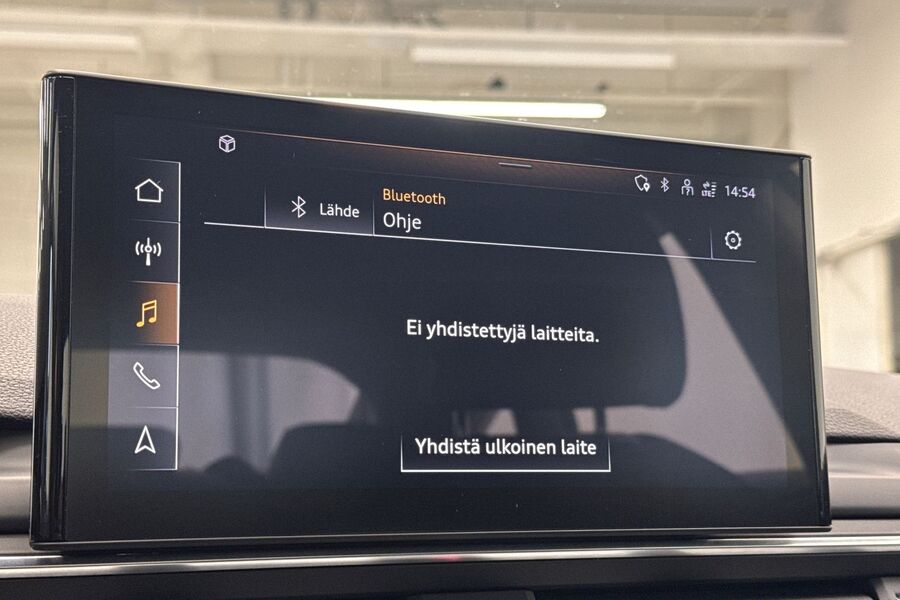 LTE 14:54
Lähde
Bluetooth
Ohje
Ei yhdistettyjä laitteita.
Yhdistä ulkoinen laite